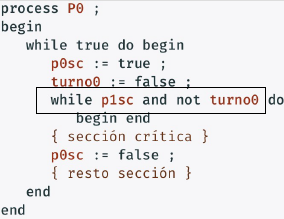 process P0 ;
begin
while true do begin
p0sc := true ;
turno0 := false ;
while p1sc and not turno0 do
begin end
{ sección crítica }
p0sc := false ;
{ resto sección }
end
end